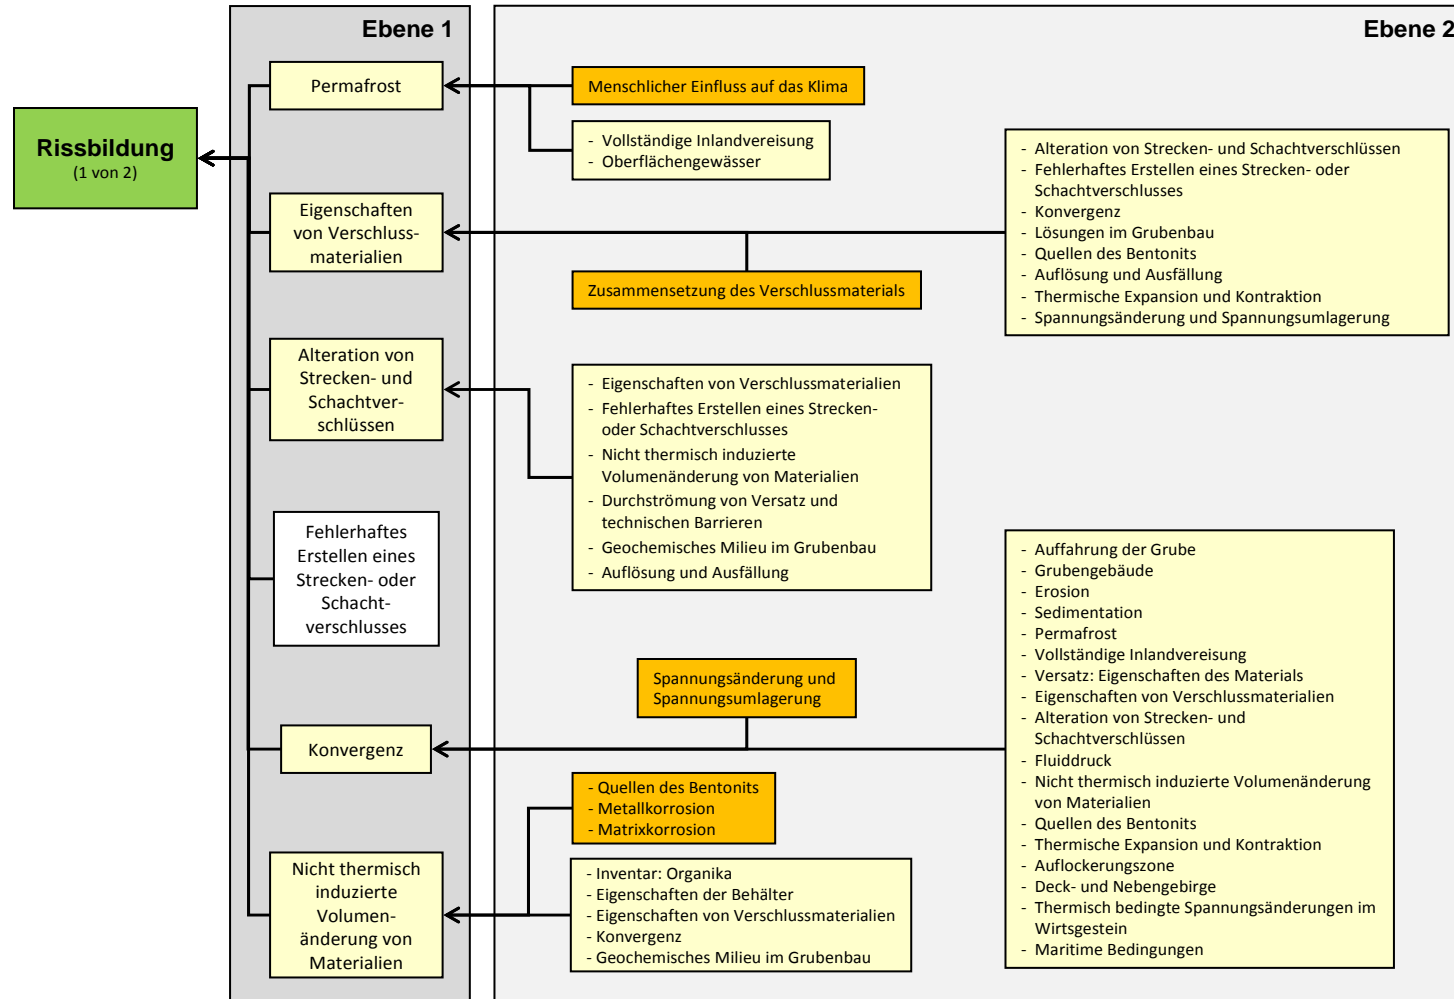 Ebene 1
Ebene 2
Rissbildung
(1 von 2)
Permafrost
Menschlicher Einfluss auf das Klima
- Vollständige Inlandvereisung
- Oberflächengewässer
Eigenschaften
von Verschluss-
materialien
Zusammensetzung des Verschlussmaterials
- Alteration von Strecken- und Schachtverschlüssen
- Fehlerhaftes Erstellen eines Strecken- oder
Schachtverschlusses
- Konvergenz
- Lösungen im Grubenbau
- Quellen des Bentonits
- Auflösung und Ausfällung
- Thermische Expansion und Kontraktion
- Spannungsänderung und Spannungsumlagerung
Alteration von
Strecken- und
Schachtver-
schlüssen
- Eigenschaften von Verschlussmaterialien
- Fehlerhaftes Erstellen eines Strecken-
oder Schachtverschlusses
- Nicht thermisch induzierte
Volumenänderung von Materialien
- Durchströmung von Versatz und
technischen Barrieren
- Geochemisches Milieu im Grubenbau
- Auflösung und Ausfällung
Fehlerhaftes
Erstellen eines
Strecken- oder
Schacht-
verschlusses
Konvergenz
Spannungsänderung und
Spannungsumlagerung
- Auffahrung der Grube
- Grubengebäude
- Erosion
- Sedimentation
- Permafrost
- Vollständige Inlandvereisung
- Versatz: Eigenschaften des Materials
- Eigenschaften von Verschlussmaterialien
- Alteration von Strecken- und
Schachtverschlüssen
- Fluiddruck
- Nicht thermisch induzierte Volumenänderung
von Materialien
- Quellen des Bentonits
- Thermische Expansion und Kontraktion
- Auflockerungszone
- Deck- und Nebengebirge
- Thermisch bedingte Spannungsänderungen im
Wirtsgestein
- Maritime Bedingungen
Nicht thermisch
induzierte
Volumen-
änderung von
Materialien
- Quellen des Bentonits
- Metallkorrosion
- Matrixkorrosion
- Inventar: Organika
- Eigenschaften der Behälter
- Eigenschaften von Verschlussmaterialien
- Konvergenz
- Geochemisches Milieu im Grubenbau